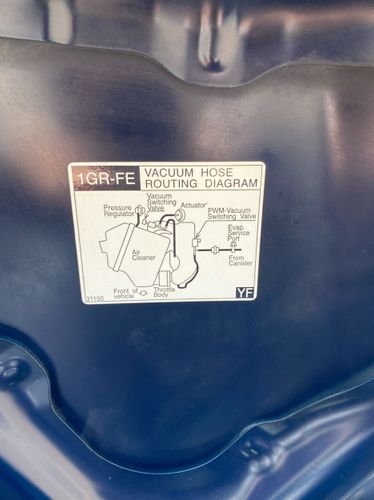 1GR-FE
VACUUM HOSE
ROUTING DIAGRAM
Vacuum
Switching
Valve
Actuator
Pressure
Regulator
PWM-Vacuum
Switching Valve
Evap.
Service
Port
Air
Cleaner
From
Canister
Front of
vehicle
Throttle
Body
31150
YF